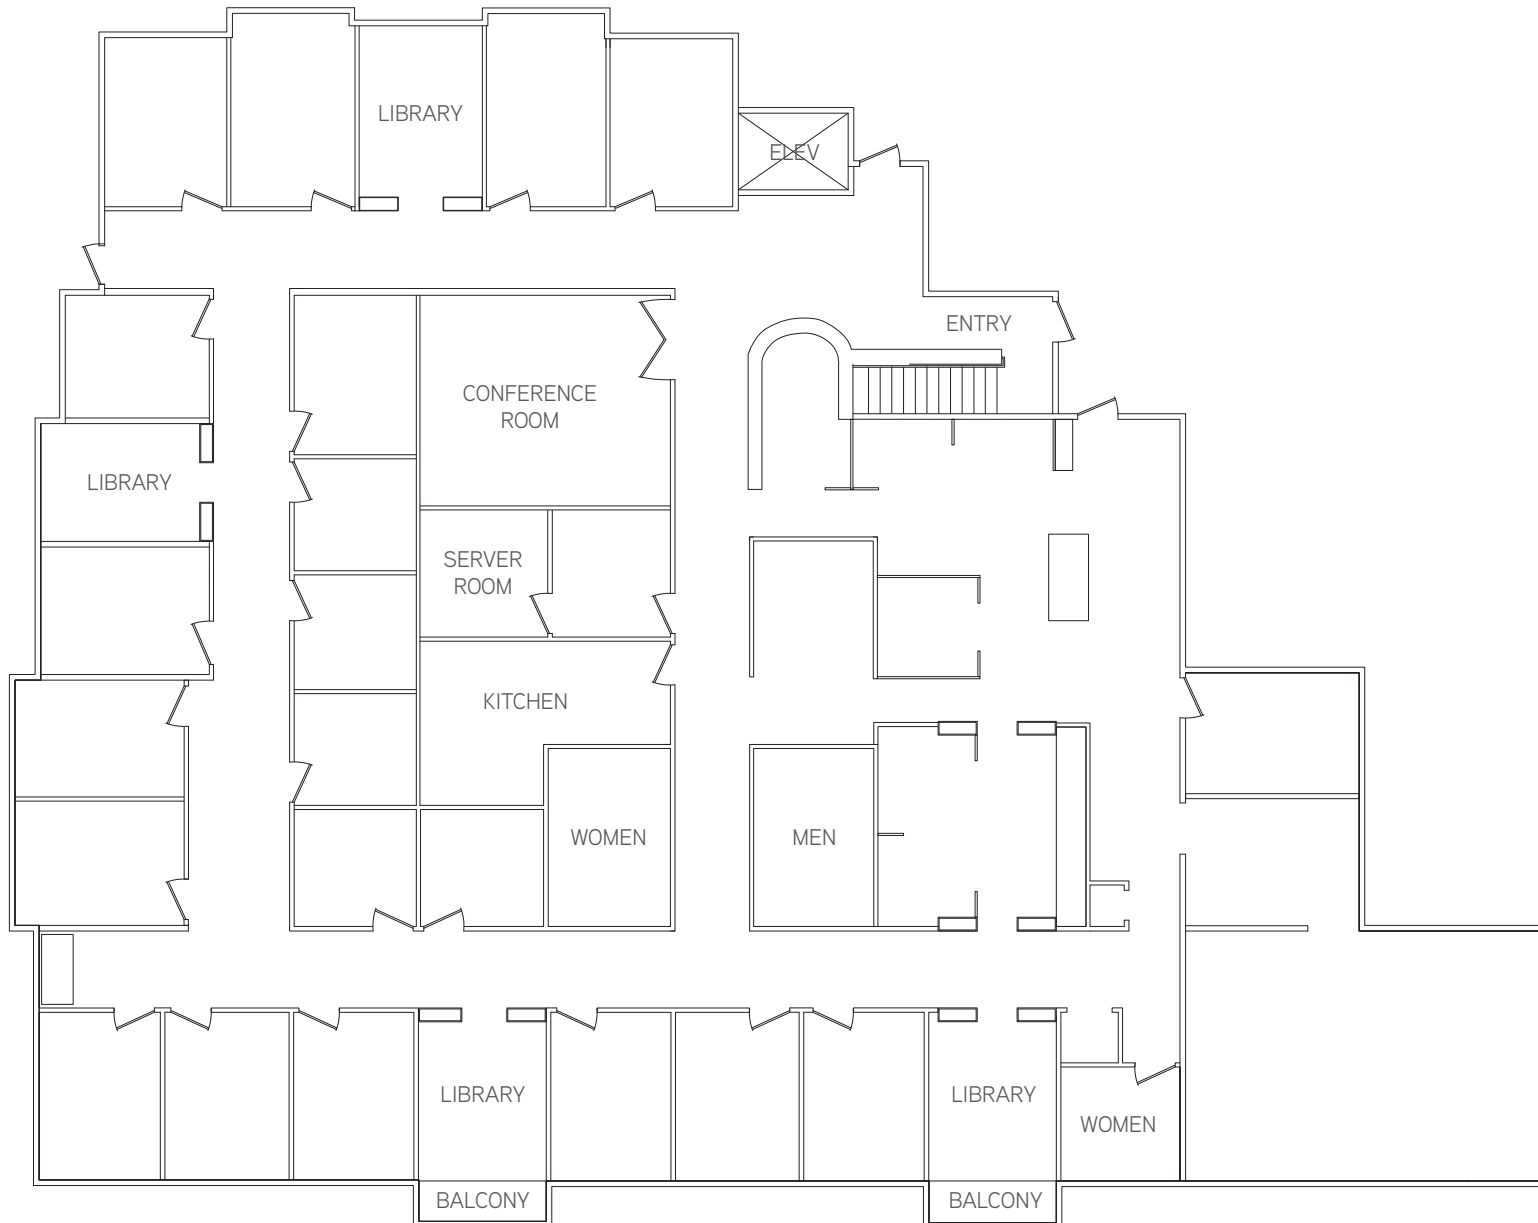 LIBRARY
ELEV
ENTRY
CONFERENCE
ROOM
LIBRARY
SERVER
ROOM
KITCHEN
WOMEN
MEN
LIBRARY
LIBRARY
WOMEN
BALCONY
BALCONY